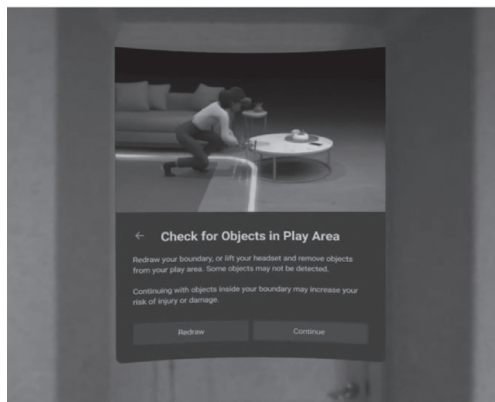 Check for Objects in Play Area
Redraw your boundary, or lift your headset and remove objects
from your play area. Some objects may not be detected.
Continuing with objects inside your boundary may increase your
risk of injury or damage.
Redraw
Continue